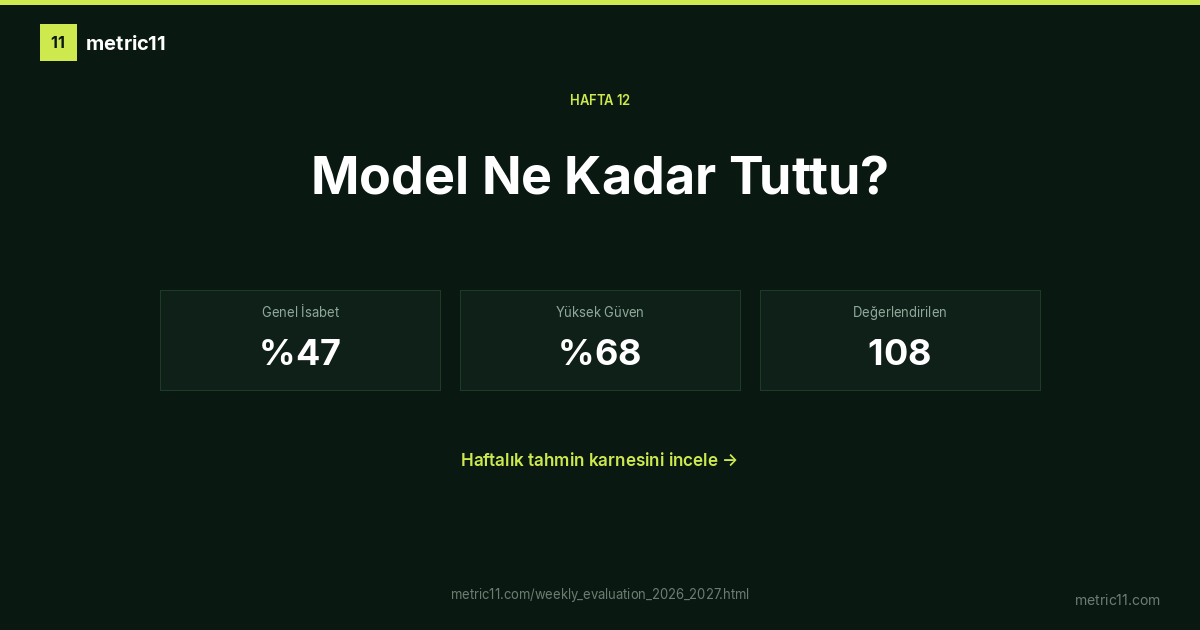 11 metric11
HAFTA 12
Model Ne Kadar Tuttu?
Genel İsabet
%47
Yüksek Güven
%68
Değerlendirilen
108
Haftalık tahmin karnesini incele →
metric11.com/weekly_evaluation_2026_2027.html
metric11.com